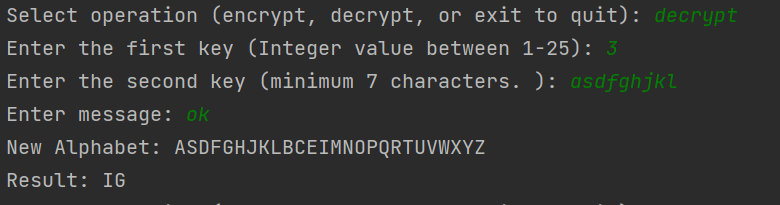 Select operation (encrypt, decrypt, or exit to quit): decrypt
Enter the first key (Integer value between 1-25): 3
Enter the second key (minimum 7 characters. ): asdfghjkl
Enter message: ok
New Alphabet: ASDFGHJKLBCEIMNOPQRTUVWXYZ
Result: IG